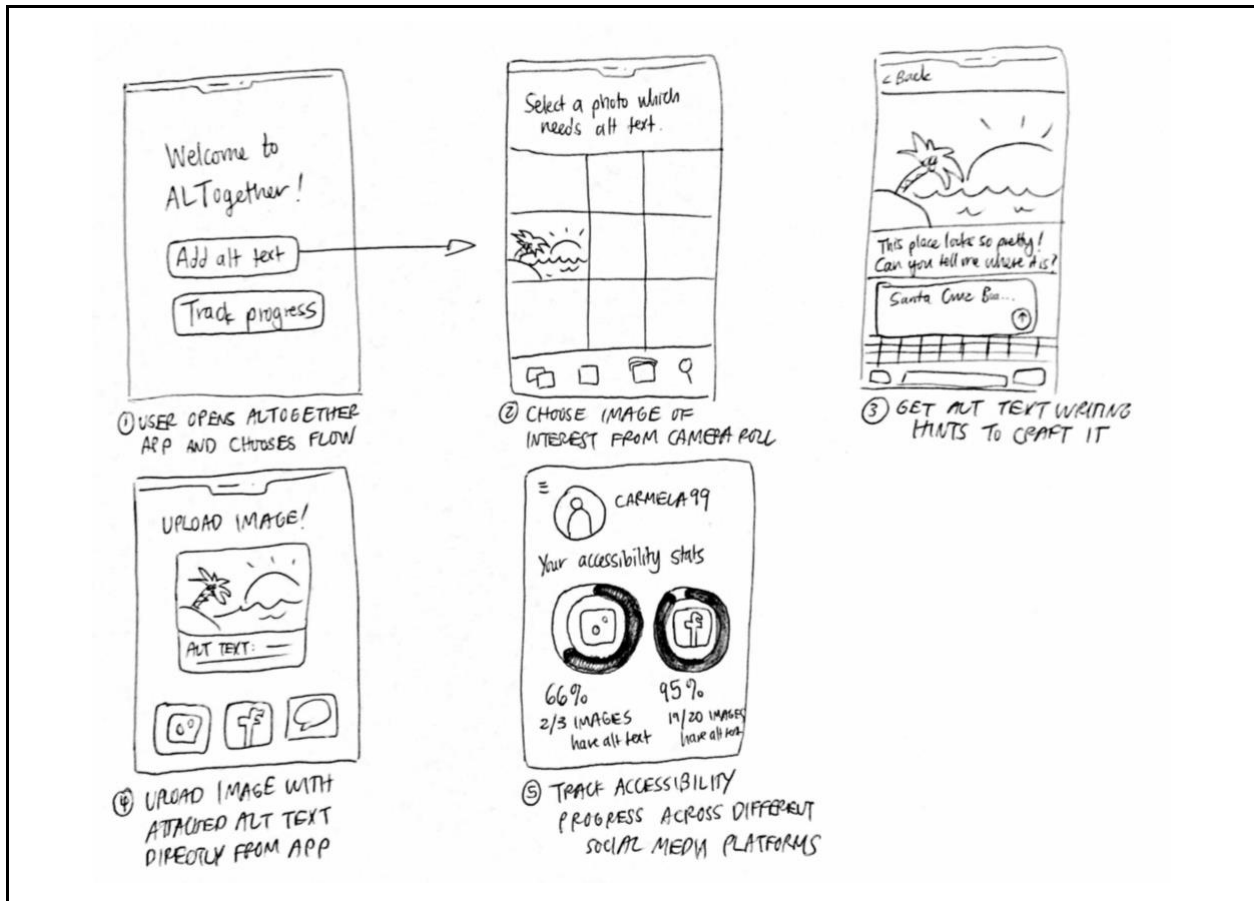 Welcome to
ALTogether!
Add alt text
Track progress
① USER OPENS ALTOGETHER
APP AND CHOOSES FLOW
Select a photo which
needs alt text.
② CHOOSE IMAGE OF
INTEREST FROM CAMERA ROLL
< Back
This place looks so pretty!
Can you tell me where it is?
Santa Cruz Boa...
③ GET ALT TEXT WRITING
HINTS TO CRAFT IT
UPLOAD IMAGE!
ALT TEXT:
④ UPLOAD IMAGE WITH
ATTACHED ALT TEXT
DIRECTLY FROM APP
CARMELA99
Your accessibility stats
66%
2/3 IMAGES
have alt text
95%
19/20 IMAGES
have alt text
⑤ TRACK ACCESSIBILITY
PROGRESS ACROSS DIFFERENT
SOCIAL MEDIA PLATFORMS